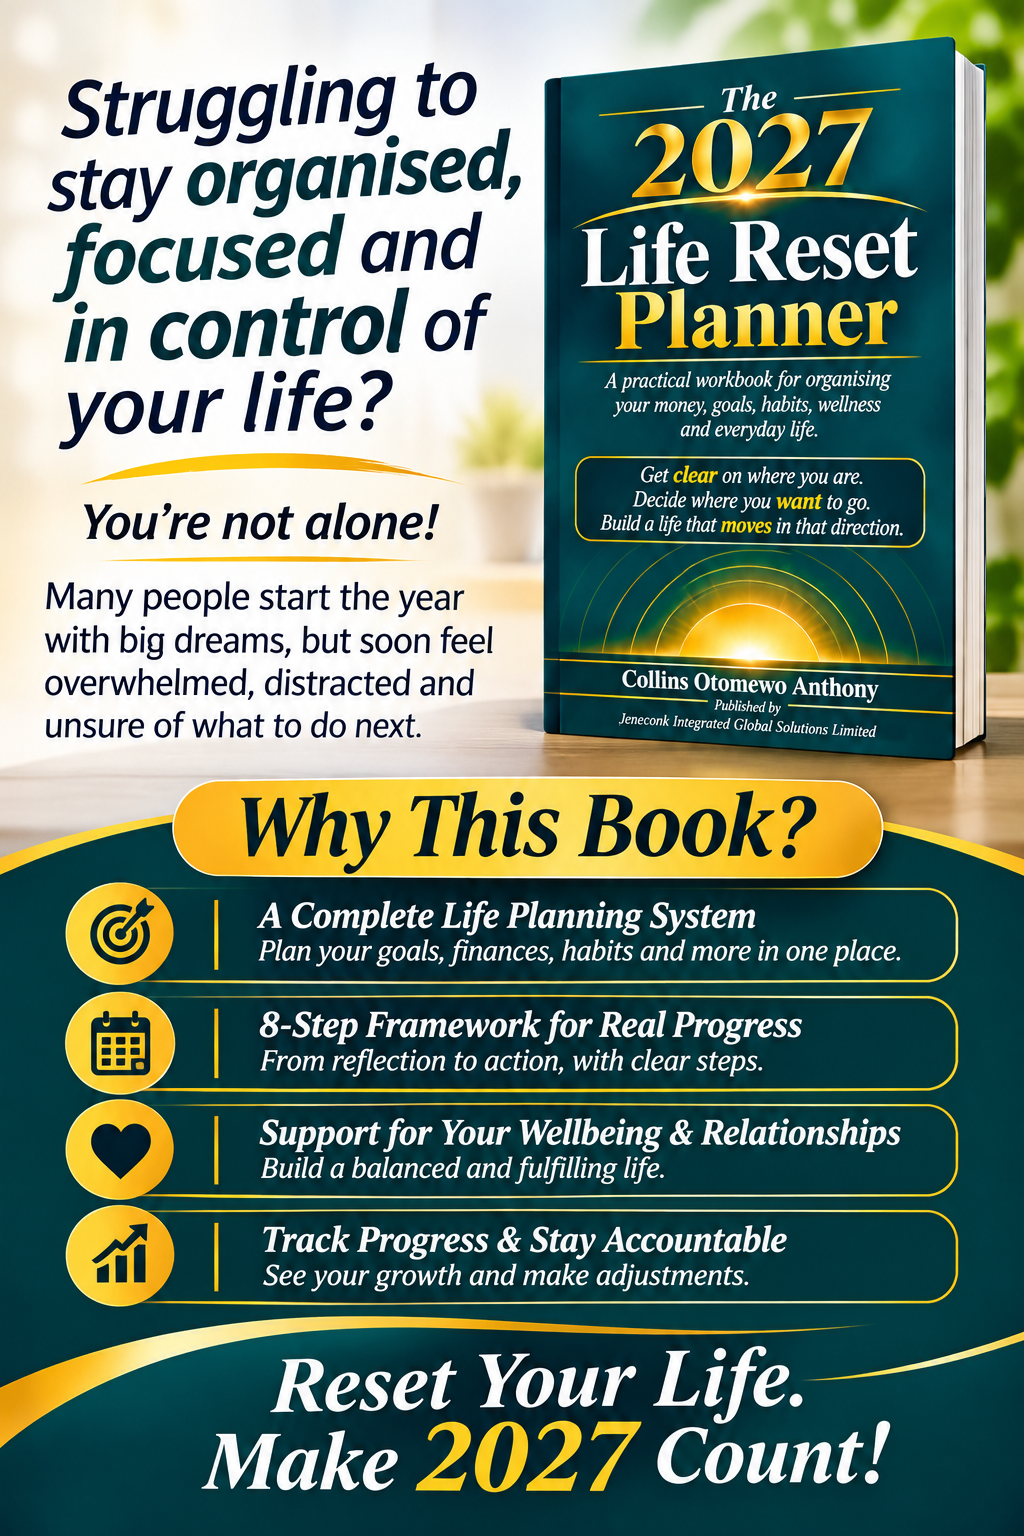 Struggling to
stay organised,
focused and
in control of
your life?
You're not alone!
Many people start the year
with big dreams, but soon feel
overwhelmed, distracted and
unsure of what to do next.
The
2027
Life Reset
Planner
A practical workbook for organising
your money, goals, habits, wellness
and everyday life.
Get clear on where you are.
Decide where you want to go.
Build a life that moves in that direction.
Collins Otomewo Anthony
Published by
Jeneconk Integrated Global Solutions Limited
Why This Book?
A Complete Life Planning System
Plan your goals, finances, habits and more in one place.
8-Step Framework for Real Progress
From reflection to action, with clear steps.
Support for Your Wellbeing & Relationships
Build a balanced and fulfilling life.
Track Progress & Stay Accountable
See your growth and make adjustments.
Reset Your Life.
Make 2027 Count!